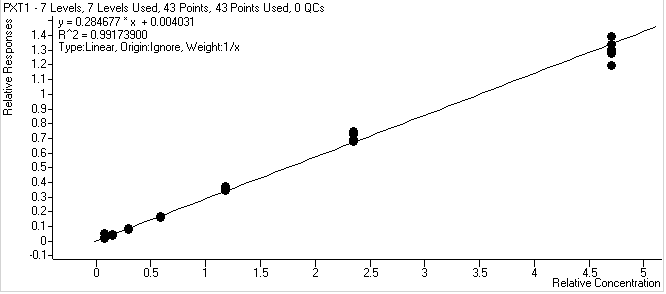 PXT1 - 7 Levels, 7 Levels Used, 43 Points, 43 Points Used, 0 QCs
y = 0.284677 * x + 0.004031
R^2 = 0.99173900
Type:Linear, Origin:Ignore, Weight:1/x
Relative Responses
1.4
1.3
1.2
1.1
1
0.9
0.8
0.7
0.6
0.5
0.4
0.3
0.2
0.1
0
-0.1
0 0.5 1 1.5 2 2.5 3 3.5 4 4.5 5
Relative Concentration